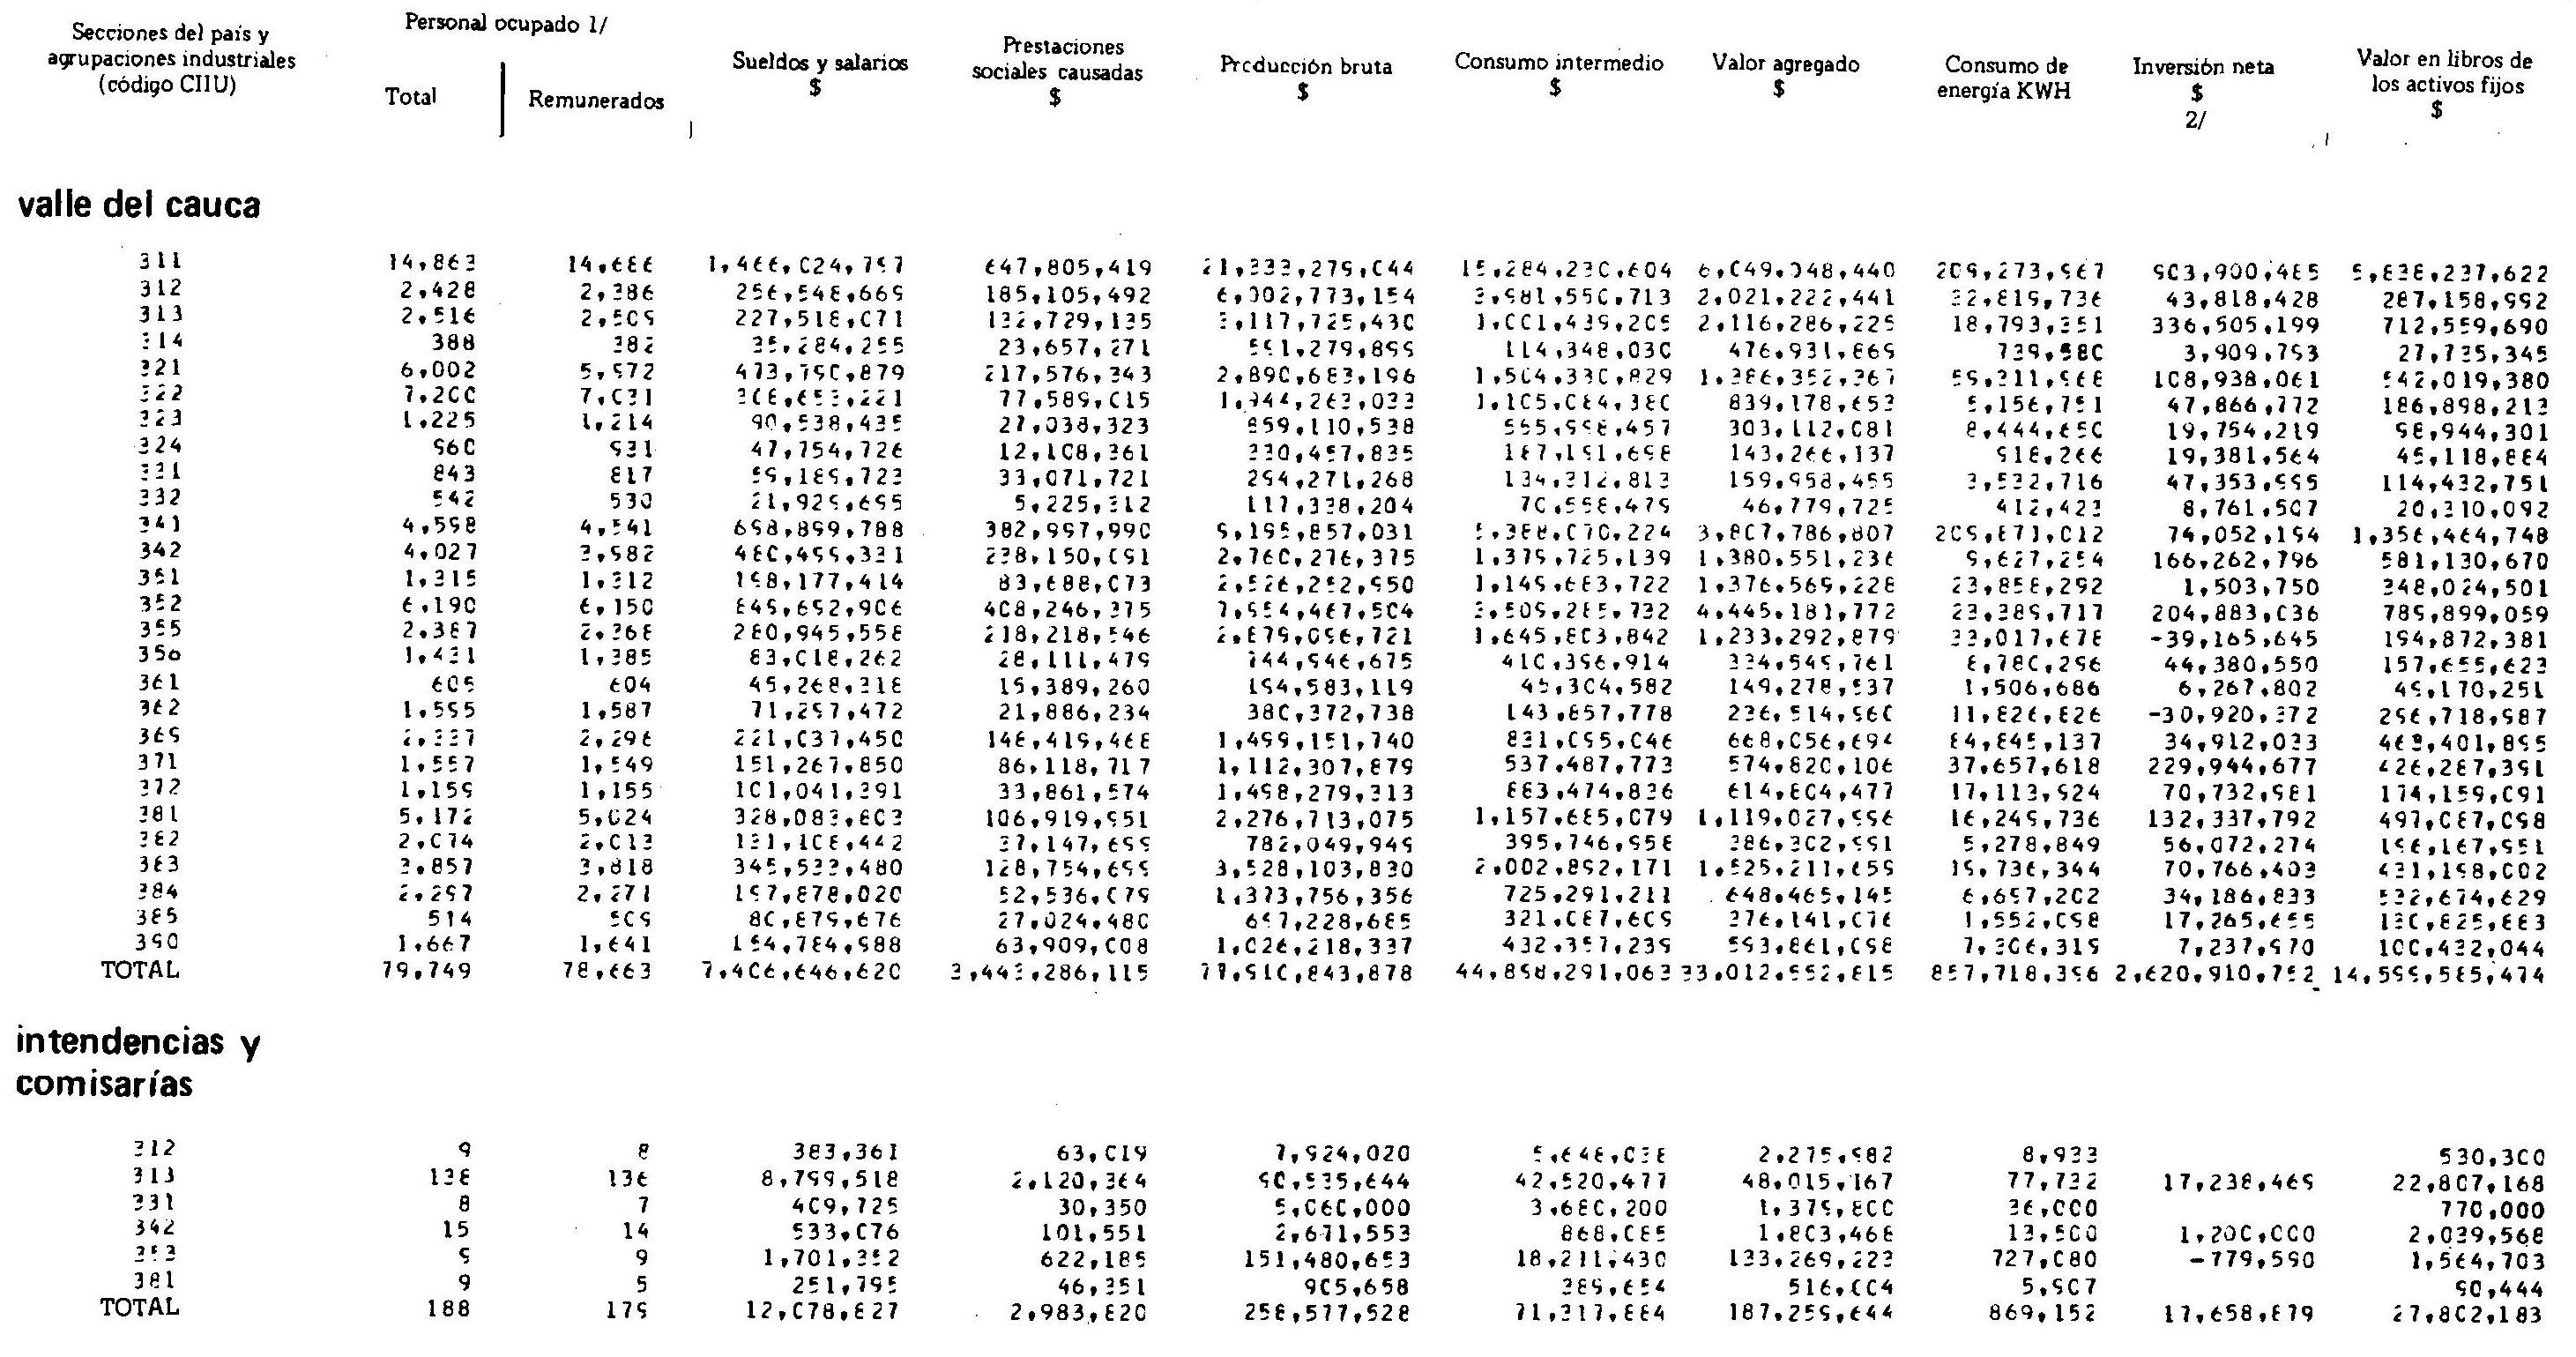 Secciones del país y agrupaciones industriales (código CIIU)
Personal ocupado 1/
Total
Remunerados
Sueldos y salarios $
Prestaciones sociales causadas $
Producción bruta $
Consumo intermedio $
Valor agregado $
Consumo de energía KWH
Inversión neta $ 2/
Valor en libros de los activos fijos $
valle del cauca
311 14,863 14,686 1,466,024,757 647,805,419 21,333,279,044 15,284,230,604 6,049,048,440 209,273,967 903,900,485 5,838,237,622
312 2,428 2,386 256,548,669 185,105,492 6,002,773,154 3,981,550,713 2,021,222,441 32,819,736 43,818,428 287,158,992
313 2,516 2,509 227,518,071 132,729,135 3,117,725,430 1,001,439,205 2,116,286,225 18,793,351 336,505,199 712,559,690
314 388 382 35,284,255 23,657,271 591,279,899 114,348,030 476,931,869 739,580 3,909,753 27,735,345
321 6,002 5,972 473,790,879 217,576,343 2,890,683,196 1,504,330,829 1,386,352,367 59,311,968 108,938,061 542,019,380
322 7,200 7,031 308,653,221 77,589,015 1,944,263,033 1,105,084,380 839,178,653 5,156,751 47,866,772 186,898,213
323 1,225 1,214 90,538,435 27,038,323 859,110,538 555,998,457 303,112,081 8,444,650 19,754,219 98,944,301
324 960 931 47,754,726 12,108,361 330,457,835 187,191,698 143,266,137 918,266 19,381,564 45,118,884
331 843 817 59,189,723 33,071,721 294,271,268 134,312,813 159,958,455 3,532,716 47,353,995 114,432,751
332 542 530 21,929,695 5,225,312 117,338,204 70,558,479 46,779,725 412,423 8,761,507 20,310,092
341 4,598 4,541 698,899,788 382,997,990 9,195,857,031 5,388,070,224 3,807,786,807 209,871,012 74,052,194 1,356,464,748
342 4,027 3,982 480,499,331 238,150,091 2,760,276,375 1,379,725,139 1,380,551,236 9,627,254 166,262,796 581,130,670
351 1,315 1,312 198,177,414 83,688,073 2,526,252,950 1,149,683,722 1,376,569,228 23,858,292 1,503,750 348,024,501
352 6,190 6,150 849,692,906 408,246,375 7,954,467,504 3,509,285,732 4,445,181,772 23,389,717 204,883,036 789,899,059
355 2,387 2,368 280,945,558 218,218,546 2,879,096,721 1,645,803,842 1,233,292,879 33,017,678 -39,165,645 194,872,381
356 1,431 1,385 83,018,262 28,111,479 744,946,675 410,396,914 334,549,761 8,780,296 44,380,550 157,655,623
361 605 604 45,268,318 15,389,260 194,583,119 45,304,582 149,278,537 1,506,686 6,267,802 49,170,251
362 1,595 1,587 71,297,472 21,886,234 380,372,738 143,857,778 236,514,960 11,826,826 -30,920,372 256,718,987
369 2,337 2,296 221,037,450 148,419,468 1,499,151,740 831,095,046 668,056,694 84,845,137 34,912,033 463,401,895
371 1,557 1,549 151,267,850 86,118,717 1,112,307,879 537,487,773 574,820,106 37,657,618 229,944,677 426,287,391
372 1,159 1,155 101,041,391 33,861,574 1,498,279,313 883,474,836 614,804,477 17,113,924 70,732,981 174,159,091
381 5,172 5,024 328,083,803 106,919,951 2,276,713,075 1,157,685,079 1,119,027,996 16,249,736 132,337,792 497,087,098
382 2,074 2,013 131,108,442 37,147,699 782,049,949 395,746,958 386,302,991 5,278,849 56,072,274 156,167,951
383 3,857 3,818 345,533,480 128,754,699 3,528,103,830 2,002,892,171 1,525,211,659 19,736,344 70,766,403 431,198,002
384 2,297 2,271 197,878,020 52,536,079 1,373,756,356 725,291,211 648,465,145 6,697,202 34,186,833 532,674,629
385 514 509 80,879,676 27,024,480 697,228,685 321,087,609 376,141,076 1,552,098 17,265,655 130,825,883
390 1,667 1,641 154,784,988 63,909,008 1,026,218,337 432,357,239 593,861,098 7,306,319 7,237,970 100,432,044
TOTAL 79,749 78,663 7,406,646,620 3,443,286,115 77,910,843,878 44,898,291,063 33,012,552,815 857,718,396 2,620,910,752 14,599,585,474
intendencias y
comisarías
312 9 8 383,361 63,019 7,924,020 5,648,038 2,275,982 8,933 530,300
313 138 136 8,799,518 2,120,364 90,535,644 42,520,477 48,015,167 77,732 17,238,469 22,807,168
331 8 7 409,725 30,350 5,060,000 3,680,200 1,379,800 36,000 770,000
342 15 14 533,076 101,551 2,671,553 868,085 1,803,468 13,500 1,200,000 2,039,568
353 9 9 1,701,352 622,185 151,480,653 18,211,430 133,269,223 727,080 -779,590 1,564,703
381 9 5 251,795 46,351 905,658 389,654 516,004 5,907 90,444
TOTAL 188 179 12,078,827 2,983,820 258,577,528 71,317,884 187,259,644 869,152 17,658,879 27,802,183